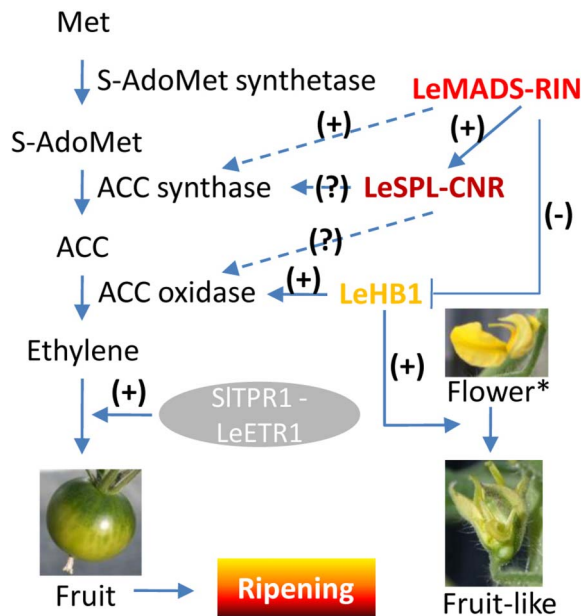 Met
S-AdoMet synthetase
LeMADS-RIN
(+)
(+)
S-AdoMet
ACC synthase
(?)
LeSPL-CNR
(-)
(?)
ACC
ACC oxidase
(+)
LeHB1
Ethylene
(+)
(+)
SlTPR1 -
LeETR1
Flower*
Fruit
Ripening
Fruit-like